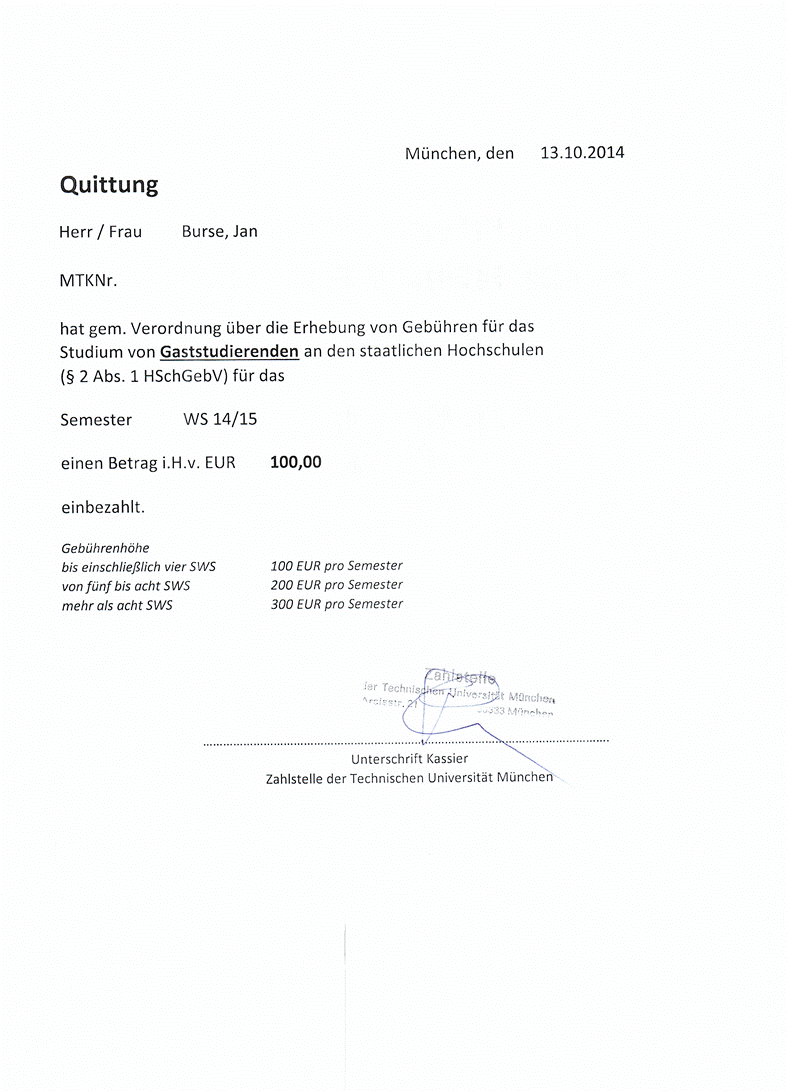 München, den 13.10.2014
Quittung
Herr / Frau Burse, Jan
MTKNr.
hat gem. Verordnung über die Erhebung von Gebühren für das
Studium von Gaststudierenden an den staatlichen Hochschulen
(§ 2 Abs. 1 HSchGebV) für das
Semester WS 14/15
einen Betrag i.H.v. EUR 100,00
einbezahlt.
Gebührenhöhe
bis einschließlich vier SWS 100 EUR pro Semester
von fünf bis acht SWS 200 EUR pro Semester
mehr als acht SWS 300 EUR pro Semester
Zahlstelle
der Technischen Universität München
Arcisstr. 21 80333 München
Unterschrift Kassier
Zahlstelle der Technischen Universität München